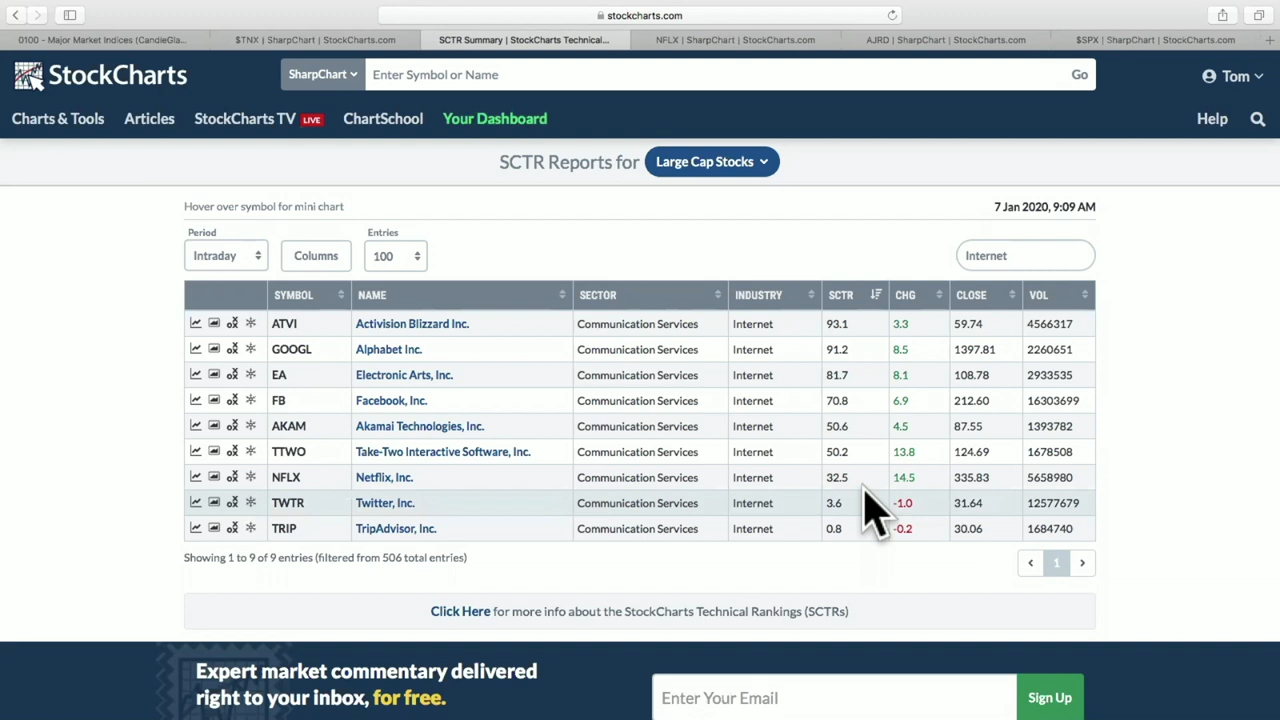 stockcharts.com
0100 - Major Market Indices (CandleGla... $TNX | SharpChart | StockCharts.com SCTR Summary | StockCharts Technical... NFLX | SharpChart | StockCharts.com AJRD | SharpChart | StockCharts.com $SPX | SharpChart | StockCharts.com
StockCharts SharpChart Enter Symbol or Name Go Tom
Charts & Tools Articles StockCharts TV LIVE ChartSchool Your Dashboard Help
SCTR Reports for Large Cap Stocks
Hover over symbol for mini chart 7 Jan 2020, 9:09 AM
Period Entries
Intraday Columns 100 Internet
SYMBOL NAME SECTOR INDUSTRY SCTR CHG CLOSE VOL
ATVI Activision Blizzard Inc. Communication Services Internet 93.1 3.3 59.74 4566317
GOOGL Alphabet Inc. Communication Services Internet 91.2 8.5 1397.81 2260651
EA Electronic Arts, Inc. Communication Services Internet 81.7 8.1 108.78 2933535
FB Facebook, Inc. Communication Services Internet 70.8 6.9 212.60 16303699
AKAM Akamai Technologies, Inc. Communication Services Internet 50.6 4.5 87.55 1393782
TTWO Take-Two Interactive Software, Inc. Communication Services Internet 50.2 13.8 124.69 1678508
NFLX Netflix, Inc. Communication Services Internet 32.5 14.5 335.83 5658980
TWTR Twitter, Inc. Communication Services Internet 3.6 -1.0 31.64 12577679
TRIP TripAdvisor, Inc. Communication Services Internet 0.8 -0.2 30.06 1684740
Showing 1 to 9 of 9 entries (filtered from 506 total entries) 1
Click Here for more info about the StockCharts Technical Rankings (SCTRs)
Expert market commentary delivered
right to your inbox, for free. Enter Your Email Sign Up